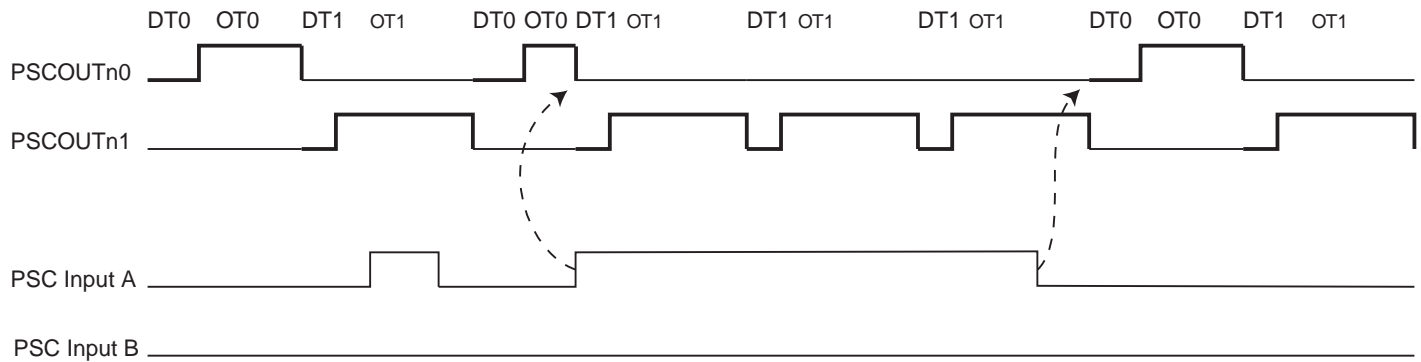 DT0 OT0 DT1 OT1 DT0 OT0 DT1 OT1 DT1 OT1 DT1 OT1 DT0 OT0 DT1 OT1
PSCOUTn0
PSCOUTn1
PSC Input A
PSC Input B